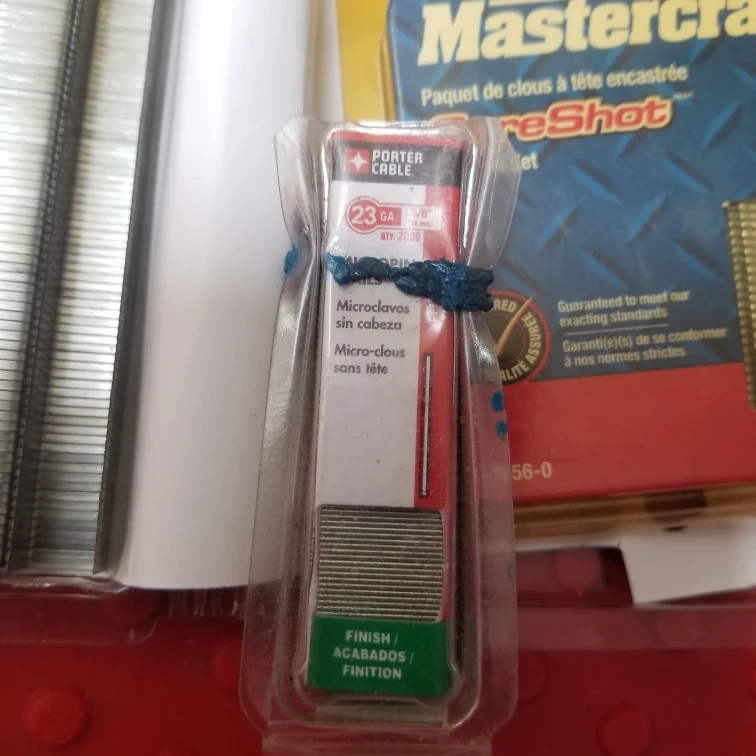 Mastercra
Paquet de clous à tête encastrée
reShot
PORTER
CABLE
23 GA
5/8"
QTY: 2000
Microclavos
sin cabeza
Micro-clous
sans tête
Guaranteed to meet our
exacting standards
Garanti(e)(s) de se conformer
à nos normes strictes
ALITÉ ASSURÉE
56-0
FINISH /
ACABADOS /
FINITION